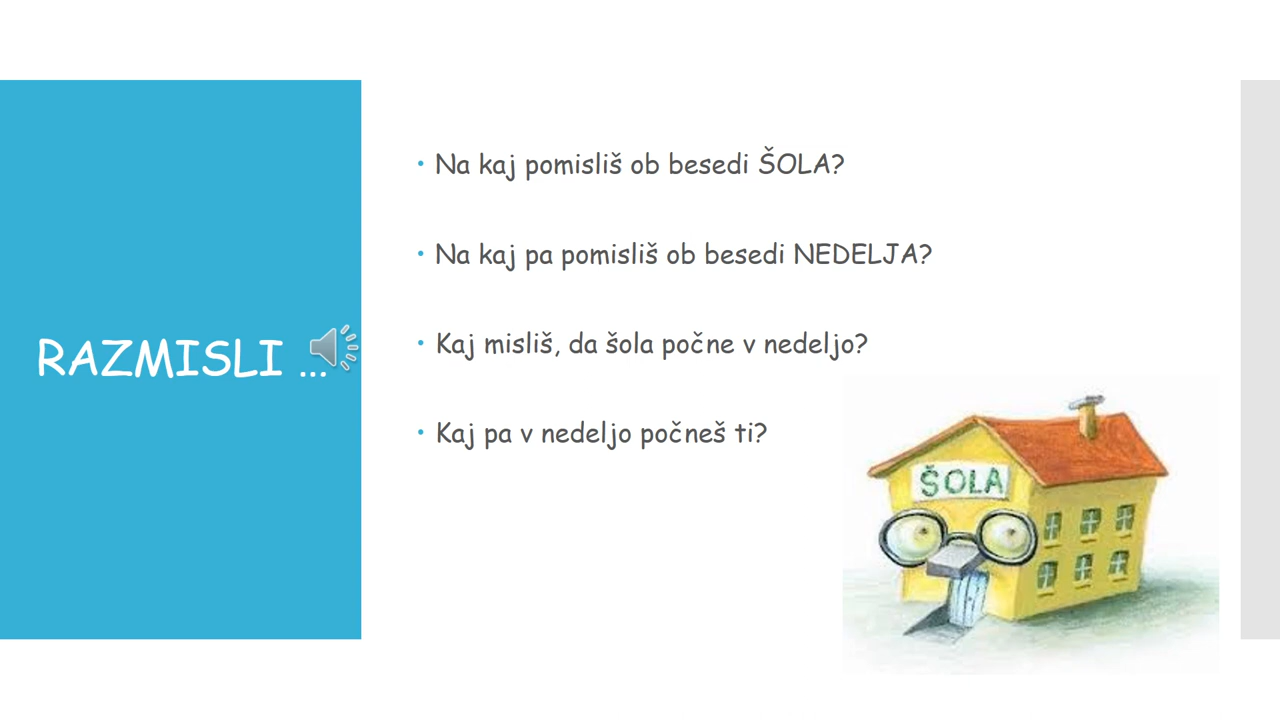 RAZMISLI ...
• Na kaj pomisliš ob besedi ŠOLA?
• Na kaj pa pomisliš ob besedi NEDELJA?
• Kaj misliš, da šola počne v nedeljo?
• Kaj pa v nedeljo počneš ti?
ŠOLA